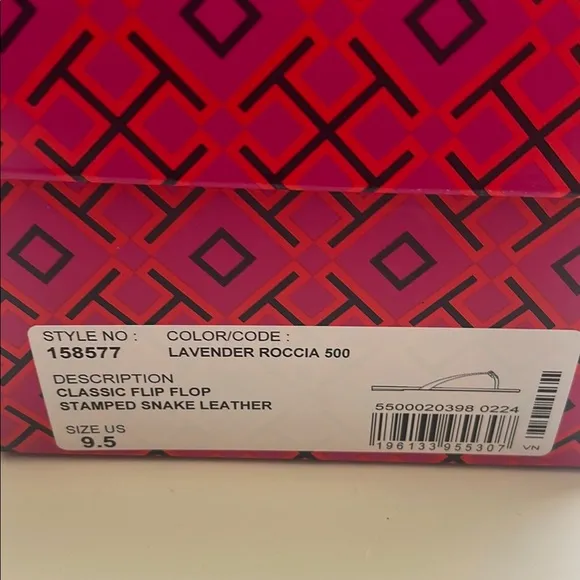 STYLE NO : COLOR/CODE :
158577 LAVENDER ROCCIA 500
DESCRIPTION
CLASSIC FLIP FLOP
STAMPED SNAKE LEATHER
5500020398 0224
SIZE US
9.5
196133 955307 VN